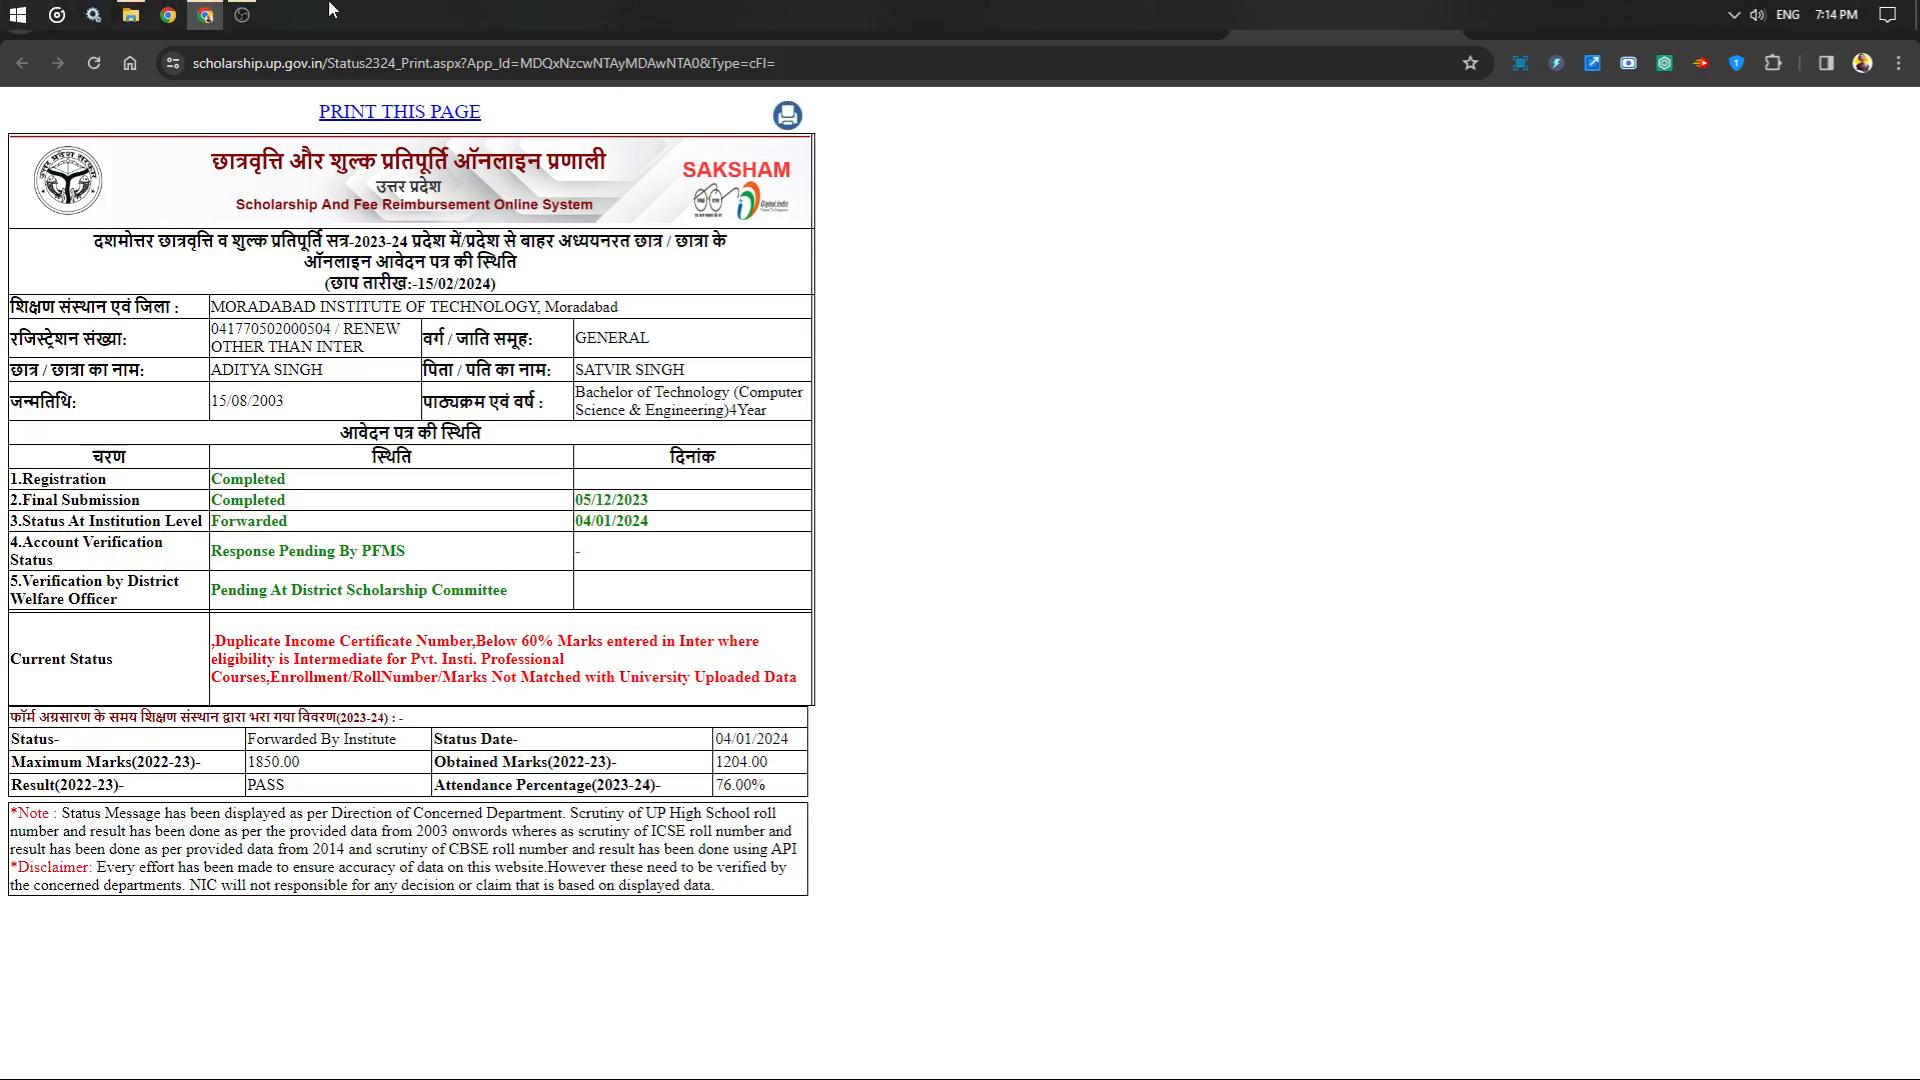 ENG 7:14 PM
scholarship.up.gov.in/Status2324_Print.aspx?App_Id=MDQxNzcwNTAyMDAwNTA0&Type=cFI=
PRINT THIS PAGE
छात्रवृत्ति और शुल्क प्रतिपूर्ति ऑनलाइन प्रणाली
उत्तर प्रदेश
Scholarship And Fee Reimbursement Online System
SAKSHAM
Digital India
दशमोत्तर छात्रवृत्ति व शुल्क प्रतिपूर्ति सत्र-2023-24 प्रदेश में/प्रदेश से बाहर अध्ययनरत छात्र / छात्रा के
ऑनलाइन आवेदन पत्र की स्थिति
(छाप तारीख:-15/02/2024)
शिक्षण संस्थान एवं जिला : MORADABAD INSTITUTE OF TECHNOLOGY, Moradabad
रजिस्ट्रेशन संख्या: 041770502000504 / RENEW OTHER THAN INTER वर्ग / जाति समूह: GENERAL
छात्र / छात्रा का नाम: ADITYA SINGH पिता / पति का नाम: SATVIR SINGH
जन्मतिथि: 15/08/2003 पाठ्यक्रम एवं वर्ष : Bachelor of Technology (Computer Science & Engineering)4Year
आवेदन पत्र की स्थिति
चरण स्थिति दिनांक
1.Registration Completed
2.Final Submission Completed 05/12/2023
3.Status At Institution Level Forwarded 04/01/2024
4.Account Verification Status Response Pending By PFMS -
5.Verification by District Welfare Officer Pending At District Scholarship Committee
Current Status ,Duplicate Income Certificate Number,Below 60% Marks entered in Inter where
eligibility is Intermediate for Pvt. Insti. Professional
Courses,Enrollment/RollNumber/Marks Not Matched with University Uploaded Data
फॉर्म अग्रसारण के समय शिक्षण संस्थान द्वारा भरा गया विवरण(2023-24) : -
Status- Forwarded By Institute Status Date- 04/01/2024
Maximum Marks(2022-23)- 1850.00 Obtained Marks(2022-23)- 1204.00
Result(2022-23)- PASS Attendance Percentage(2023-24)- 76.00%
*Note : Status Message has been displayed as per Direction of Concerned Department. Scrutiny of UP High School roll
number and result has been done as per the provided data from 2003 onwords wheres as scrutiny of ICSE roll number and
result has been done as per provided data from 2014 and scrutiny of CBSE roll number and result has been done using API
*Disclaimer: Every effort has been made to ensure accuracy of data on this website.However these need to be verified by
the concerned departments. NIC will not responsible for any decision or claim that is based on displayed data.